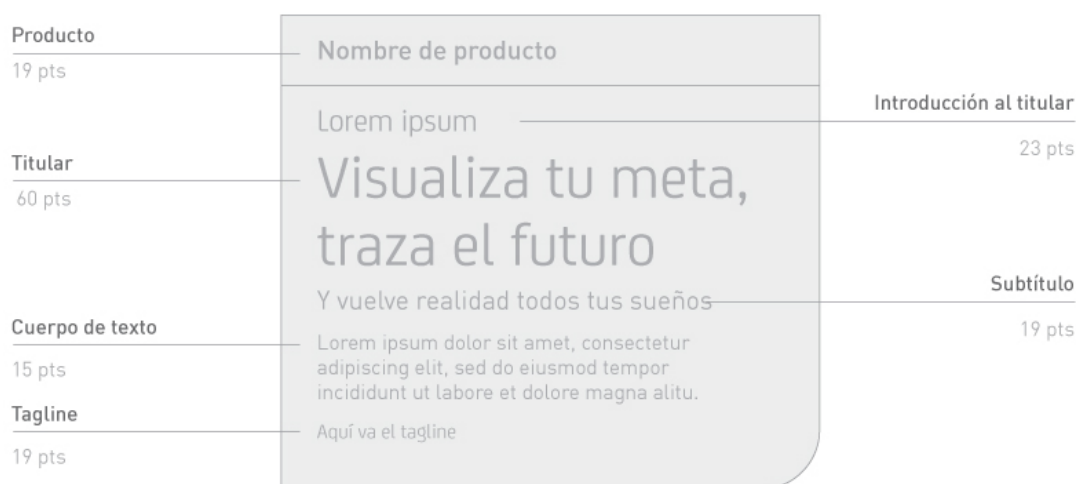 Producto
19 pts
Nombre de producto
Introducción al titular
23 pts
Lorem ipsum
Titular
60 pts
Visualiza tu meta,
traza el futuro
Subtítulo
19 pts
Y vuelve realidad todos tus sueños
Cuerpo de texto
15 pts
Lorem ipsum dolor sit amet, consectetur
adipiscing elit, sed do eiusmod tempor
incididunt ut labore et dolore magna alitu.
Tagline
19 pts
Aquí va el tagline